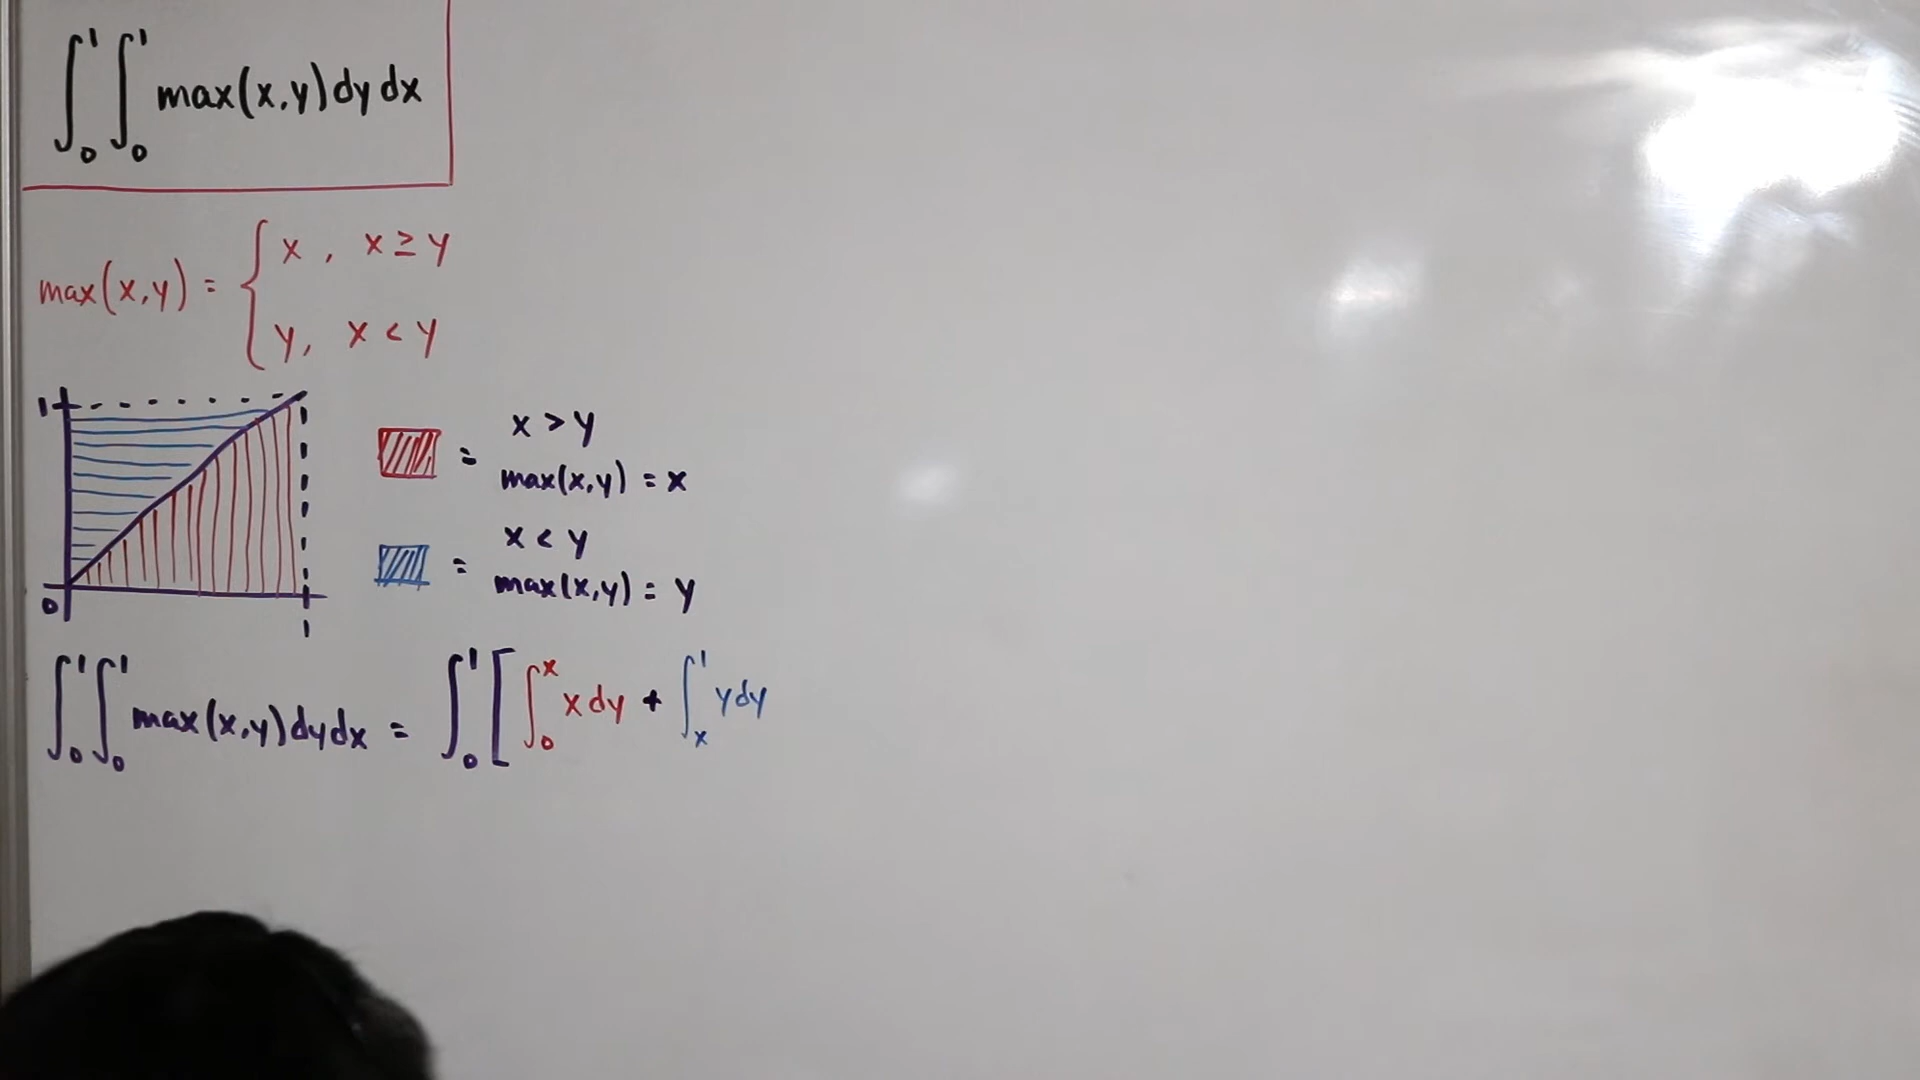 ∫₀¹ ∫₀¹ max(x,y) dy dx
max(x,y) = { x , x ≥ y
y, x < y
1
0
1
= x > y
max(x,y) = x
= x < y
max(x,y) = y
∫₀¹ ∫₀¹ max(x,y) dy dx = ∫₀¹ [ ∫₀ˣ x dy + ∫ₓ¹ y dy